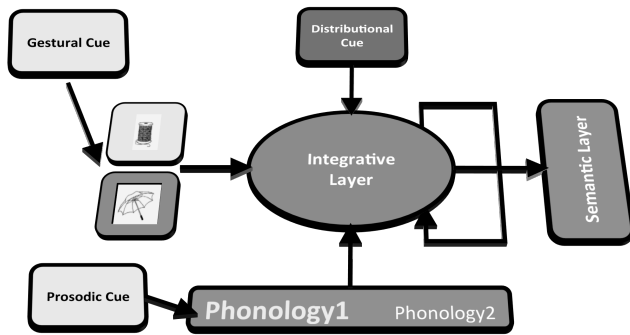 Gestural Cue
Distributional
Cue
Integrative
Layer
Semantic Layer
Prosodic Cue
Phonology1 Phonology2